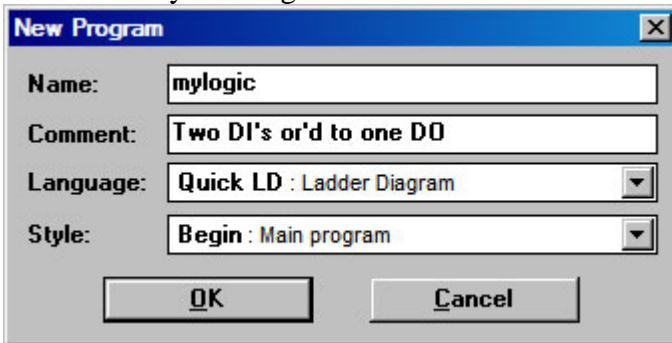 New Program
Name: mylogic
Comment: Two DI's or'd to one DO
Language: Quick LD : Ladder Diagram
Style: Begin : Main program
OK Cancel